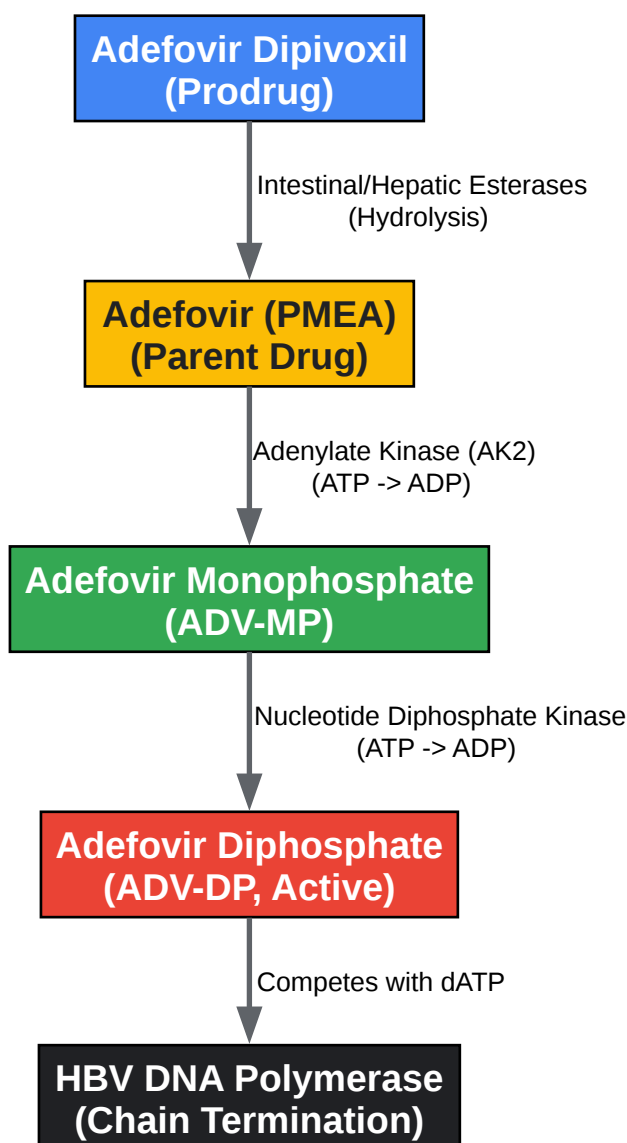 Adefovir Dipivoxil
(Prodrug)
Intestinal/Hepatic Esterases
(Hydrolysis)
Adefovir (PMEA)
(Parent Drug)
Adenylate Kinase (AK2)
(ATP -> ADP)
Adefovir Monophosphate
(ADV-MP)
Nucleotide Diphosphate Kinase
(ATP -> ADP)
Adefovir Diphosphate
(ADV-DP, Active)
Competes with dATP
HBV DNA Polymerase
(Chain Termination)